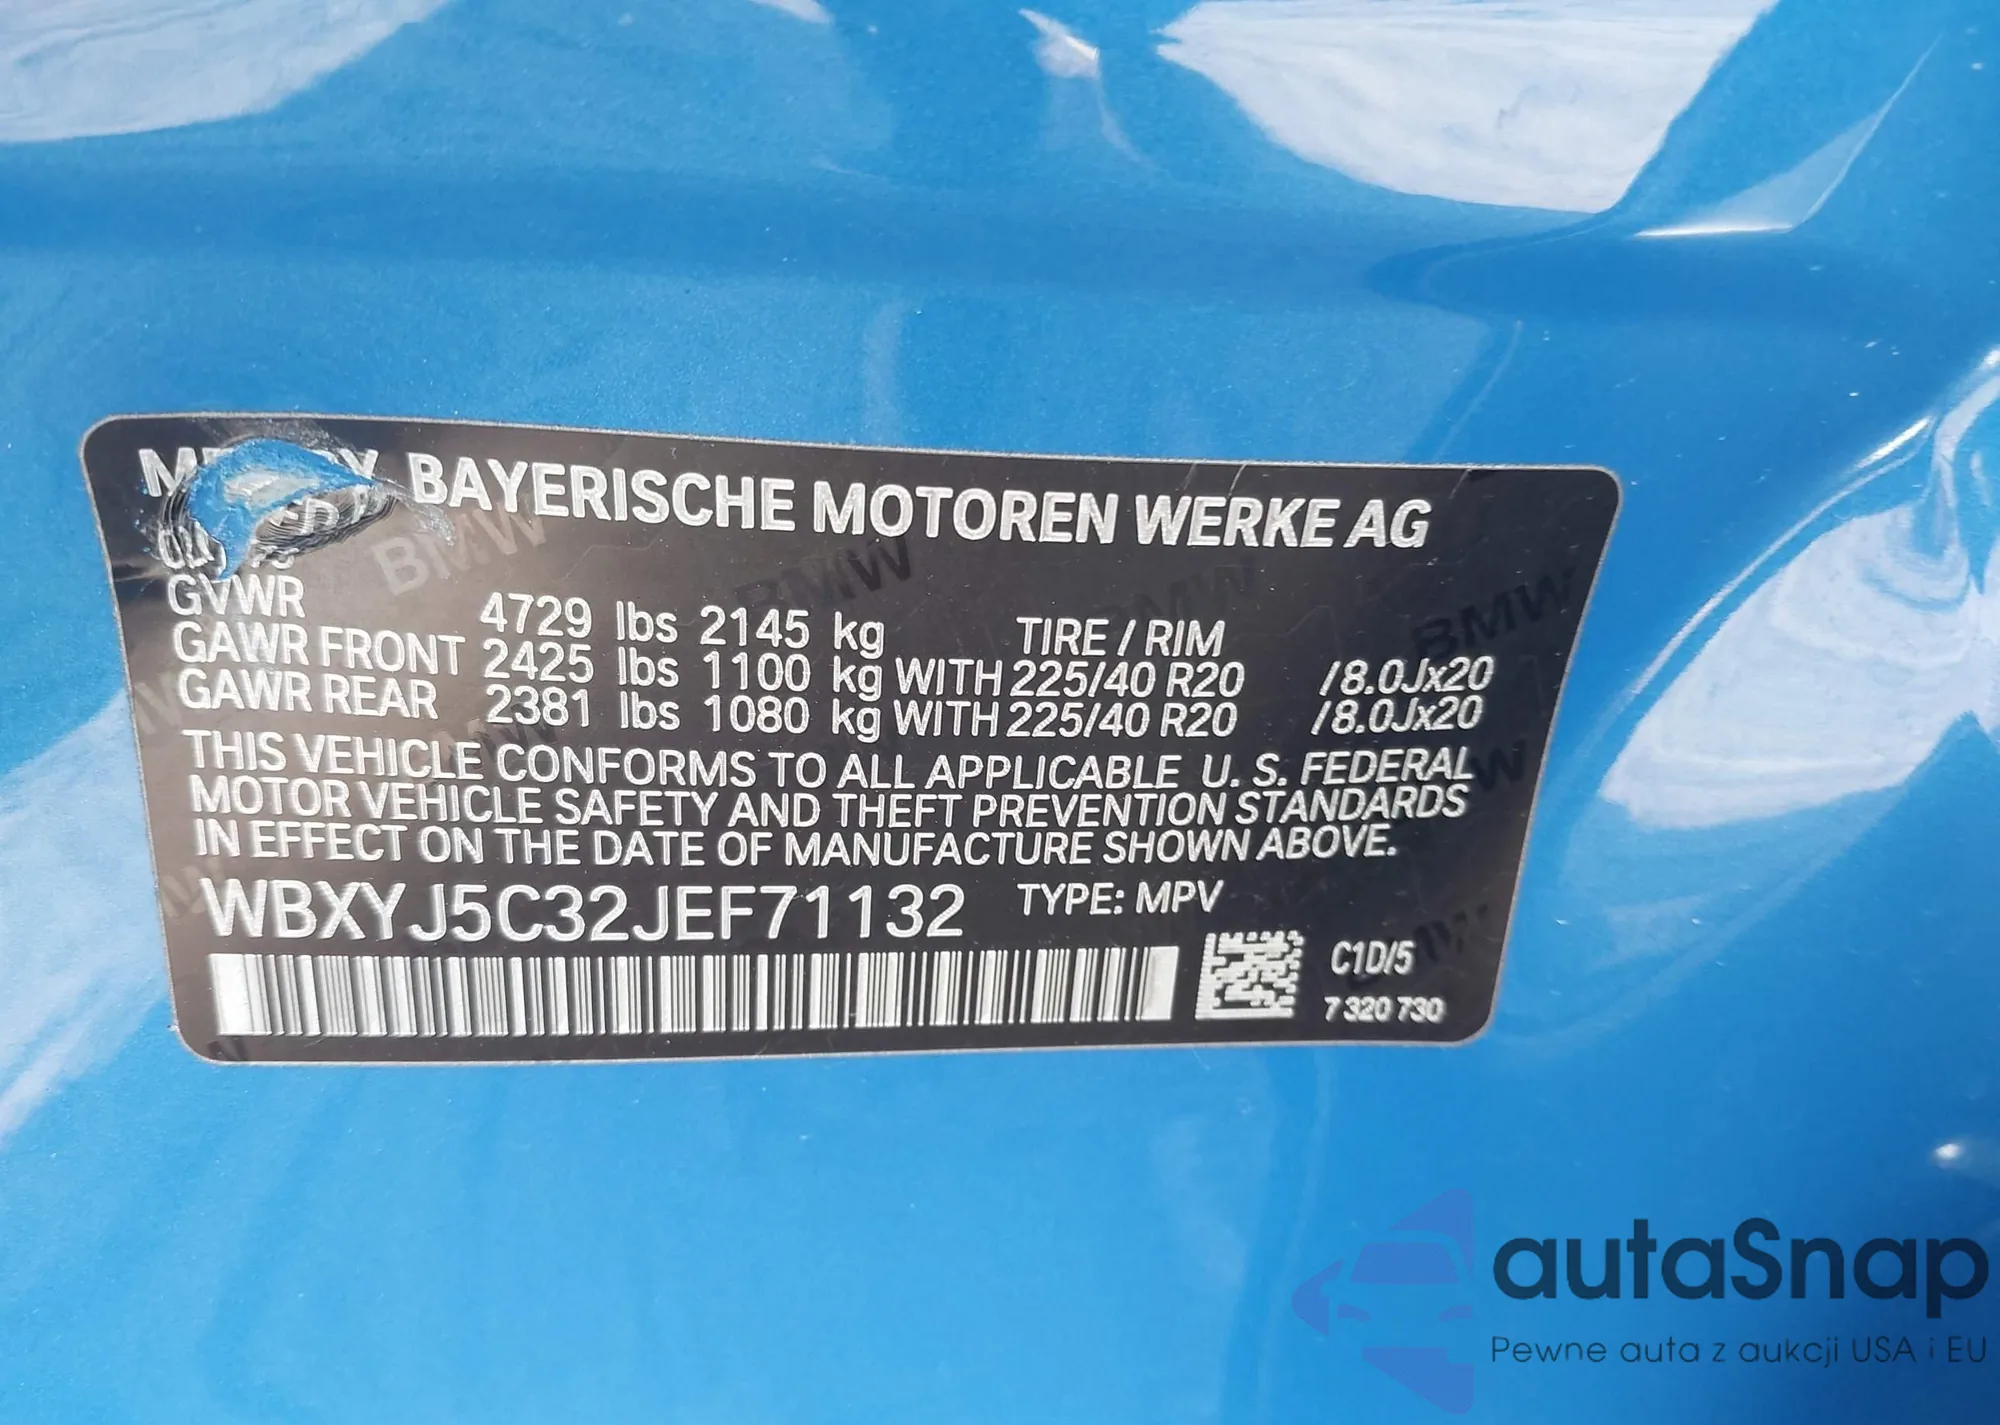 BAYERISCHE MOTOREN WERKE AG
GVWR 4729 lbs 2145 kg TIRE / RIM
GAWR FRONT 2425 lbs 1100 kg WITH 225/40 R20 /8.0Jx20
GAWR REAR 2381 lbs 1080 kg WITH 225/40 R20 /8.0Jx20
THIS VEHICLE CONFORMS TO ALL APPLICABLE U. S. FEDERAL
MOTOR VEHICLE SAFETY AND THEFT PREVENTION STANDARDS
IN EFFECT ON THE DATE OF MANUFACTURE SHOWN ABOVE.
WBXYJ5C32JEF71132 TYPE: MPV
C1D/5
7 320 730
autaSnap
Pewne auta z aukcji USA i EU